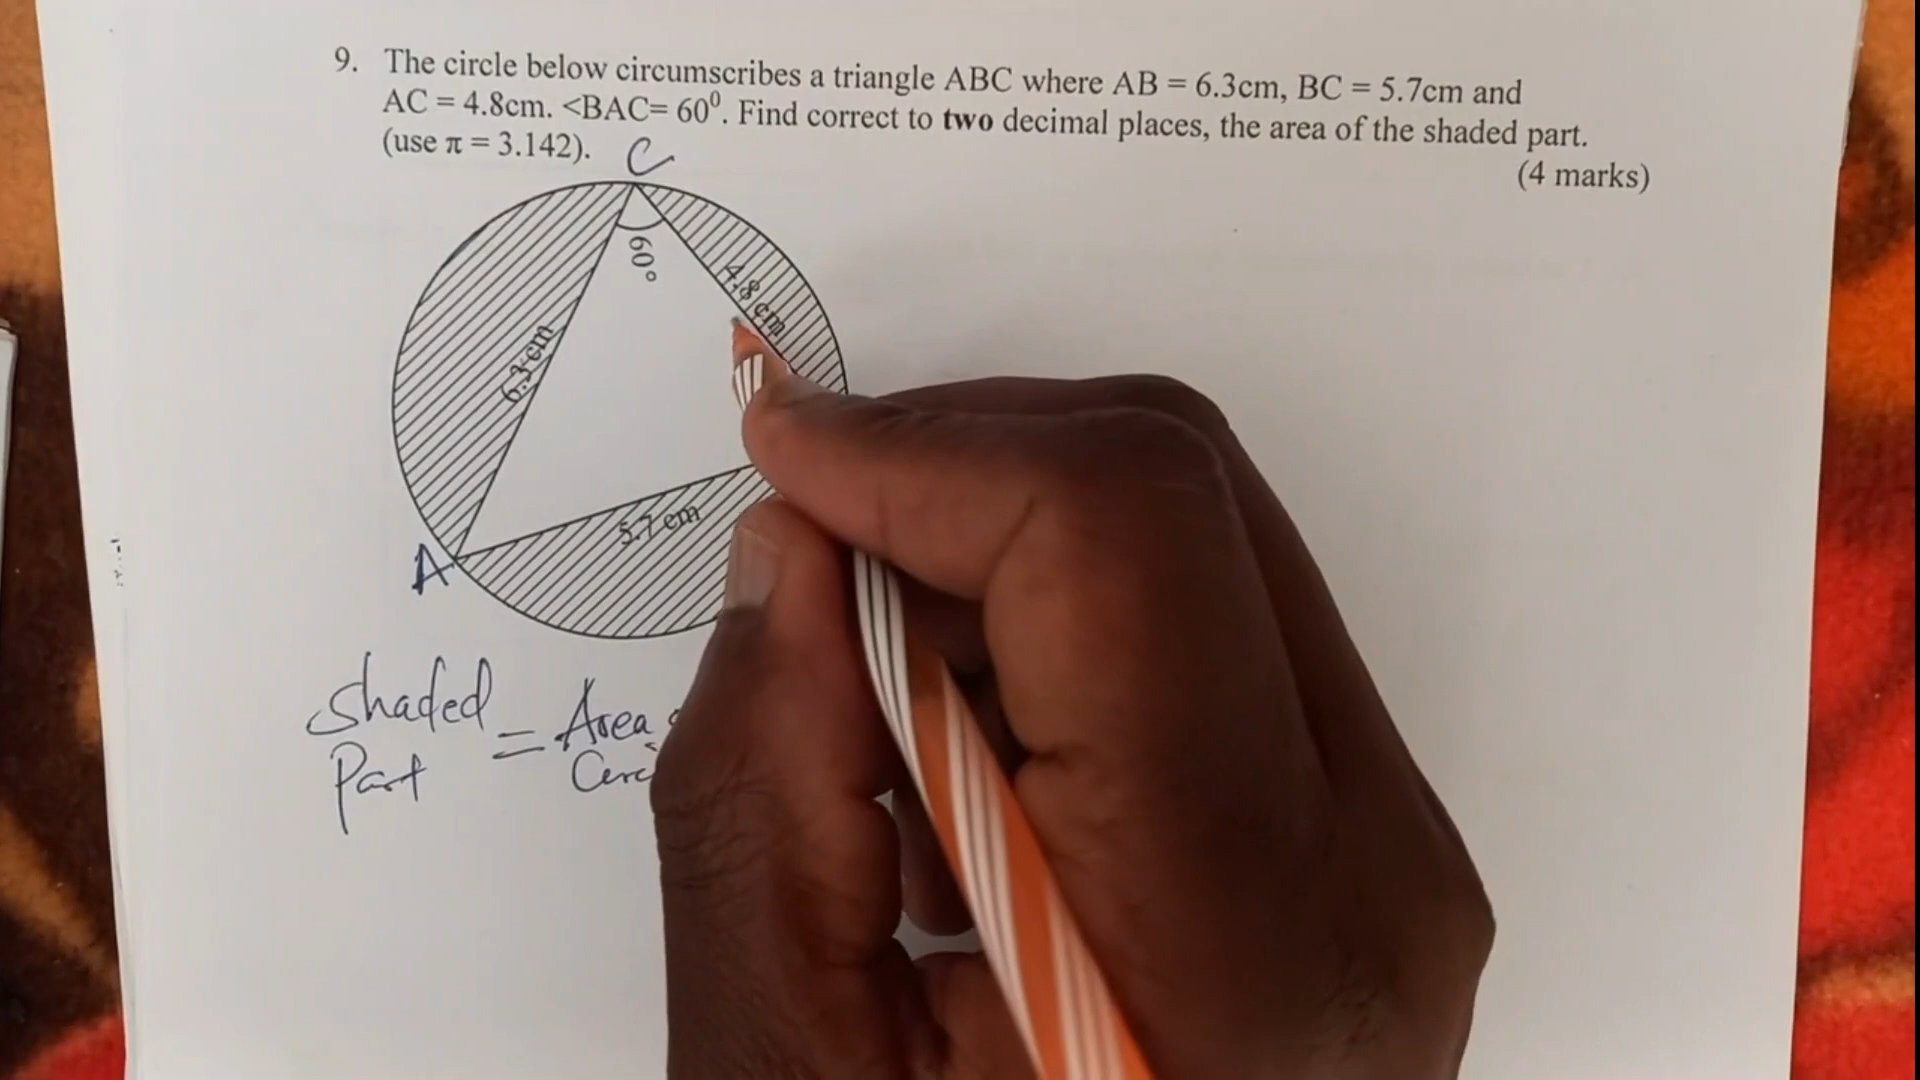 9. The circle below circumscribes a triangle ABC where AB = 6.3cm, BC = 5.7cm and
AC = 4.8cm. <BAC= 60⁰. Find correct to two decimal places, the area of the shaded part.
(use π = 3.142).
(4 marks)
C
60°
4.8 cm
6.3 cm
5.7 cm
A
Shaded
Part
= Area